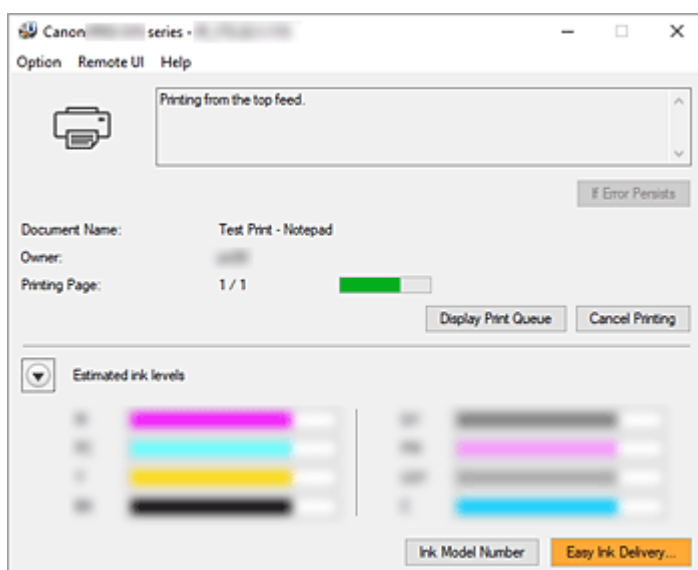 Canon series -
Option Remote UI Help
Printing from the top feed.
If Error Persists
Document Name: Test Print - Notepad
Owner:
Printing Page: 1 / 1
Display Print Queue Cancel Printing
Estimated ink levels
Ink Model Number Easy Ink Delivery...